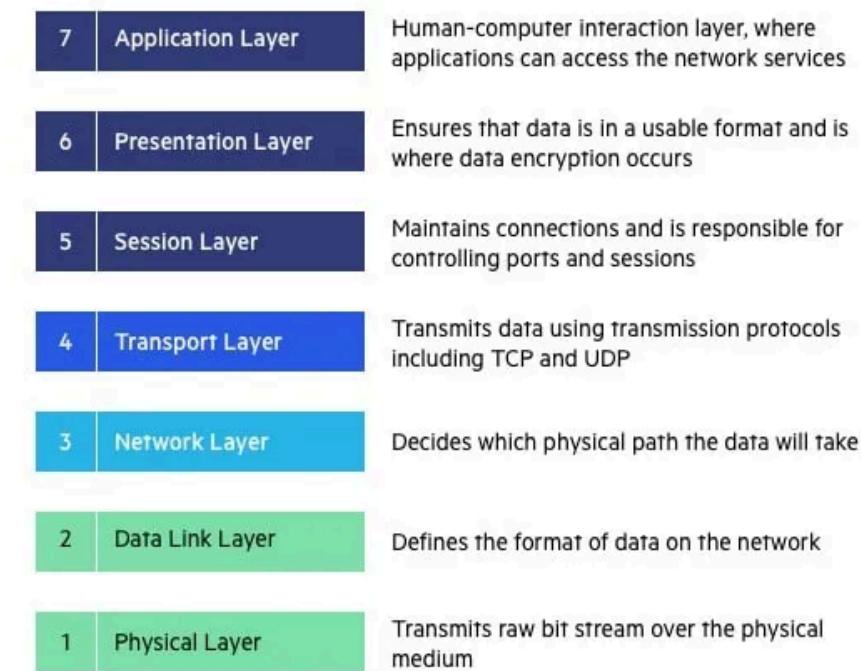 7 Application Layer
Human-computer interaction layer, where
applications can access the network services
6 Presentation Layer
Ensures that data is in a usable format and is
where data encryption occurs
5 Session Layer
Maintains connections and is responsible for
controlling ports and sessions
4 Transport Layer
Transmits data using transmission protocols
including TCP and UDP
3 Network Layer
Decides which physical path the data will take
2 Data Link Layer
Defines the format of data on the network
1 Physical Layer
Transmits raw bit stream over the physical
medium